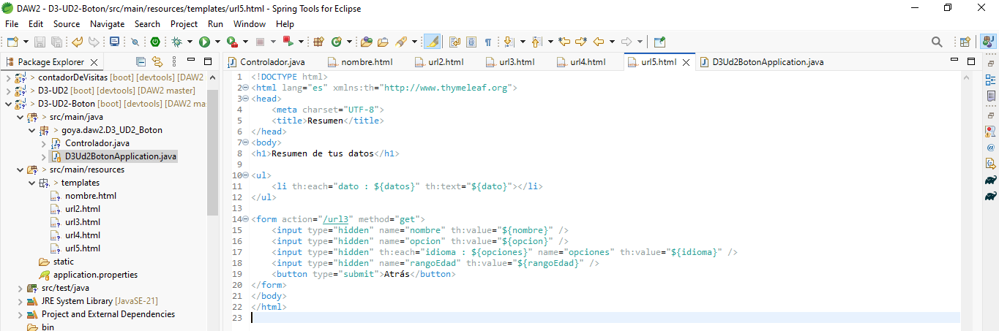 DAW2 - D3-UD2-Boton/src/main/resources/templates/url5.html - Spring Tools for Eclipse
File Edit Source Navigate Search Project Run Window Help
Package Explorer
Controlador.java nombre.html url2.html url3.html url4.html url5.html D3Ud2BotonApplication.java
> contadorDeVisitas [boot] [devtools] [DAW2
> D3-UD2 [boot] [devtools] [DAW2 master]
> D3-UD2-Boton [boot] [devtools] [DAW2 ma
> src/main/java
> goya.daw2.D3_UD2_Boton
Controlador.java
D3Ud2BotonApplication.java
> src/main/resources
> templates
nombre.html
url2.html
url3.html
url4.html
url5.html
static
application.properties
src/test/java
JRE System Library [JavaSE-21]
Project and External Dependencies
bin
1 <!DOCTYPE html>
2 <html lang="es" xmlns:th="http://www.thymeleaf.org">
3 <head>
4 <meta charset="UTF-8">
5 <title>Resumen</title>
6 </head>
7 <body>
8 <h1>Resumen de tus datos</h1>
9
10 <ul>
11 <li th:each="dato : ${datos}" th:text="${dato}"></li>
12 </ul>
13
14 <form action="/url3" method="get">
15 <input type="hidden" name="nombre" th:value="${nombre}" />
16 <input type="hidden" name="opcion" th:value="${opcion}" />
17 <input type="hidden" th:each="idioma : ${opciones}" name="opciones" th:value="${idioma}" />
18 <input type="hidden" name="rangoEdad" th:value="${rangoEdad}" />
19 <button type="submit">Atrás</button>
20 </form>
21 </body>
22 </html>
23